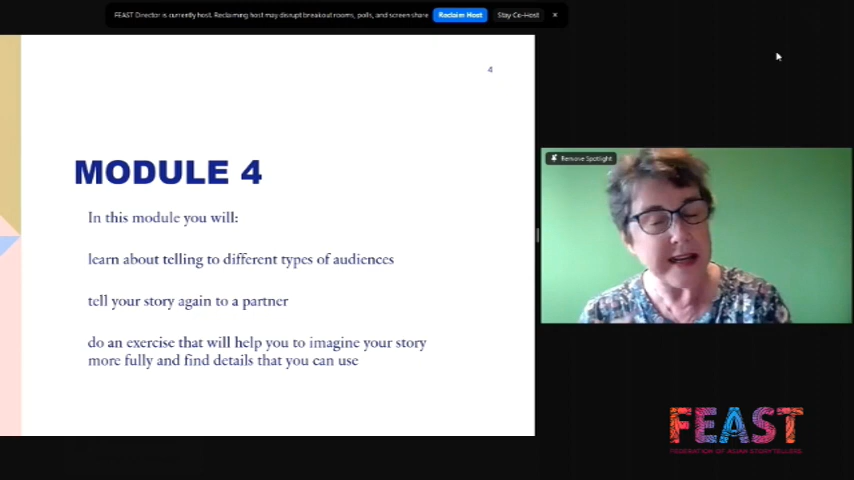 FEAST Director is currently host. Reclaiming host may disrupt breakout rooms, polls, and screen share
Reclaim Host
Stay Co-Host
4
MODULE 4
In this module you will:
learn about telling to different types of audiences
tell your story again to a partner
do an exercise that will help you to imagine your story
more fully and find details that you can use
Remove Spotlight
FEAST
FEDERATION OF ASIAN STORYTELLERS